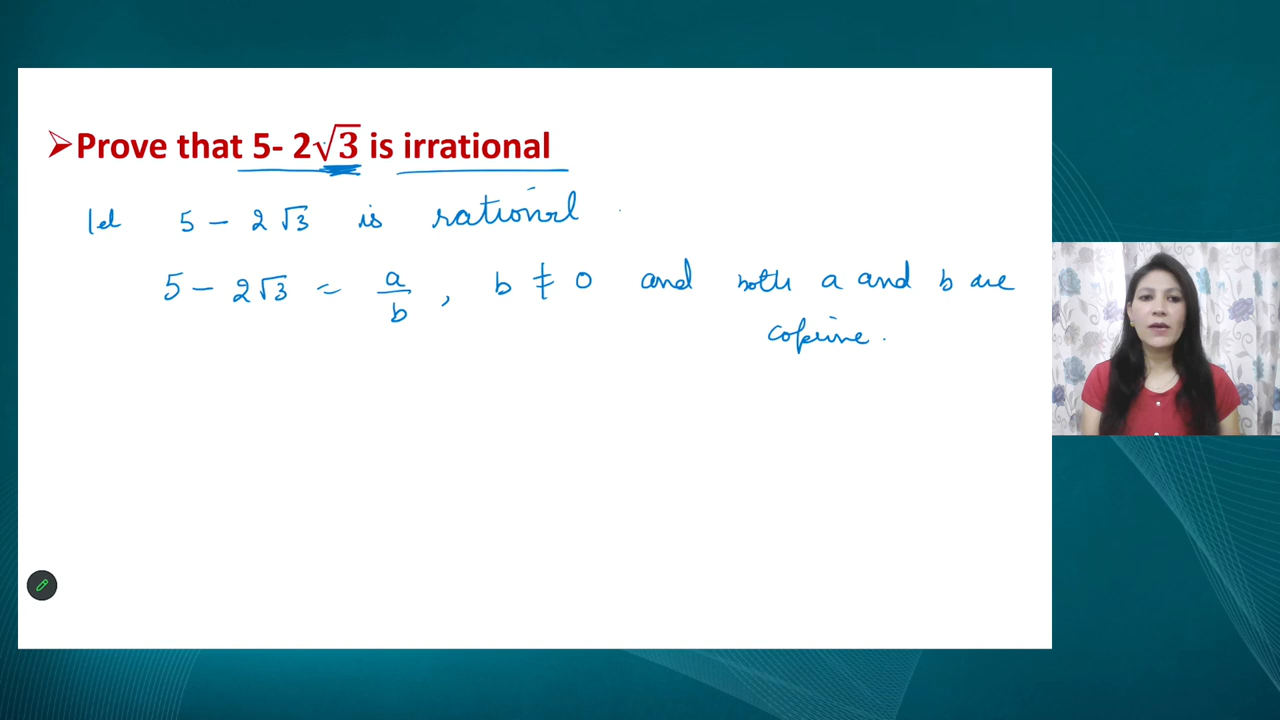 ➢Prove that 5- 2√3 is irrational
let 5 - 2√3 is rational
5 - 2√3 = a/b , b ≠ 0 and both a and b are
coprime.